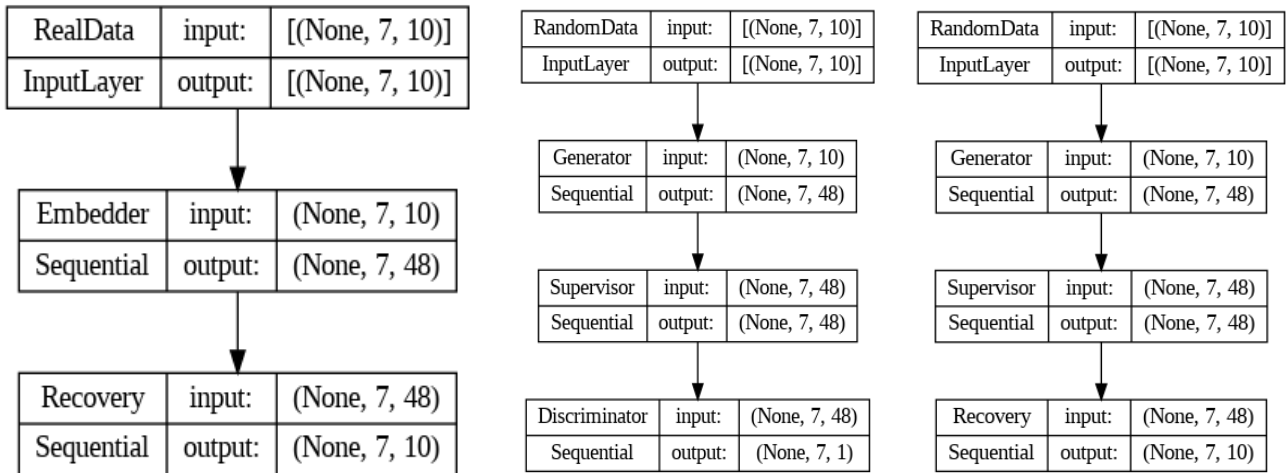 RealData input: [(None, 7, 10)]
InputLayer output: [(None, 7, 10)]
Embedder input: (None, 7, 10)
Sequential output: (None, 7, 48)
Recovery input: (None, 7, 48)
Sequential output: (None, 7, 10)
RandomData input: [(None, 7, 10)]
InputLayer output: [(None, 7, 10)]
Generator input: (None, 7, 10)
Sequential output: (None, 7, 48)
Supervisor input: (None, 7, 48)
Sequential output: (None, 7, 48)
Discriminator input: (None, 7, 48)
Sequential output: (None, 7, 1)
RandomData input: [(None, 7, 10)]
InputLayer output: [(None, 7, 10)]
Generator input: (None, 7, 10)
Sequential output: (None, 7, 48)
Supervisor input: (None, 7, 48)
Sequential output: (None, 7, 48)
Recovery input: (None, 7, 48)
Sequential output: (None, 7, 10)